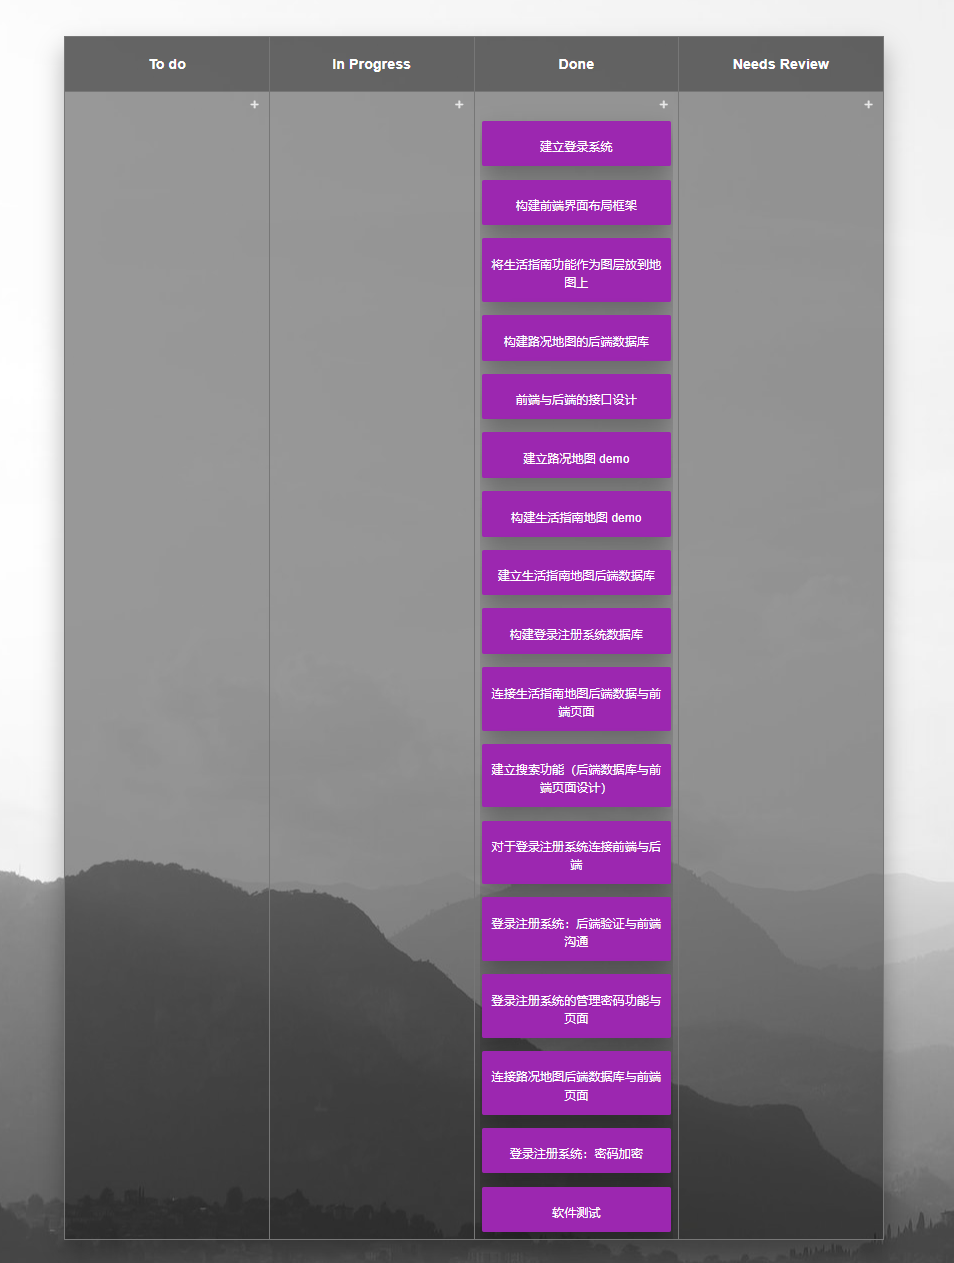 To do
In Progress
Done
Needs Review
+
+
+
+
建立登录系统
构建前端界面布局框架
将生活指南功能作为图层放到地
图上
构建路况地图的后端数据库
前端与后端的接口设计
建立路况地图 demo
构建生活指南地图 demo
建立生活指南地图后端数据库
构建登录注册系统数据库
连接生活指南地图后端数据与前
端页面
建立搜索功能（后端数据库与前
端页面设计）
对于登录注册系统连接前端与后
端
登录注册系统：后端验证与前端
沟通
登录注册系统的管理密码功能与
页面
连接路况地图后端数据库与前端
页面
登录注册系统：密码加密
软件测试